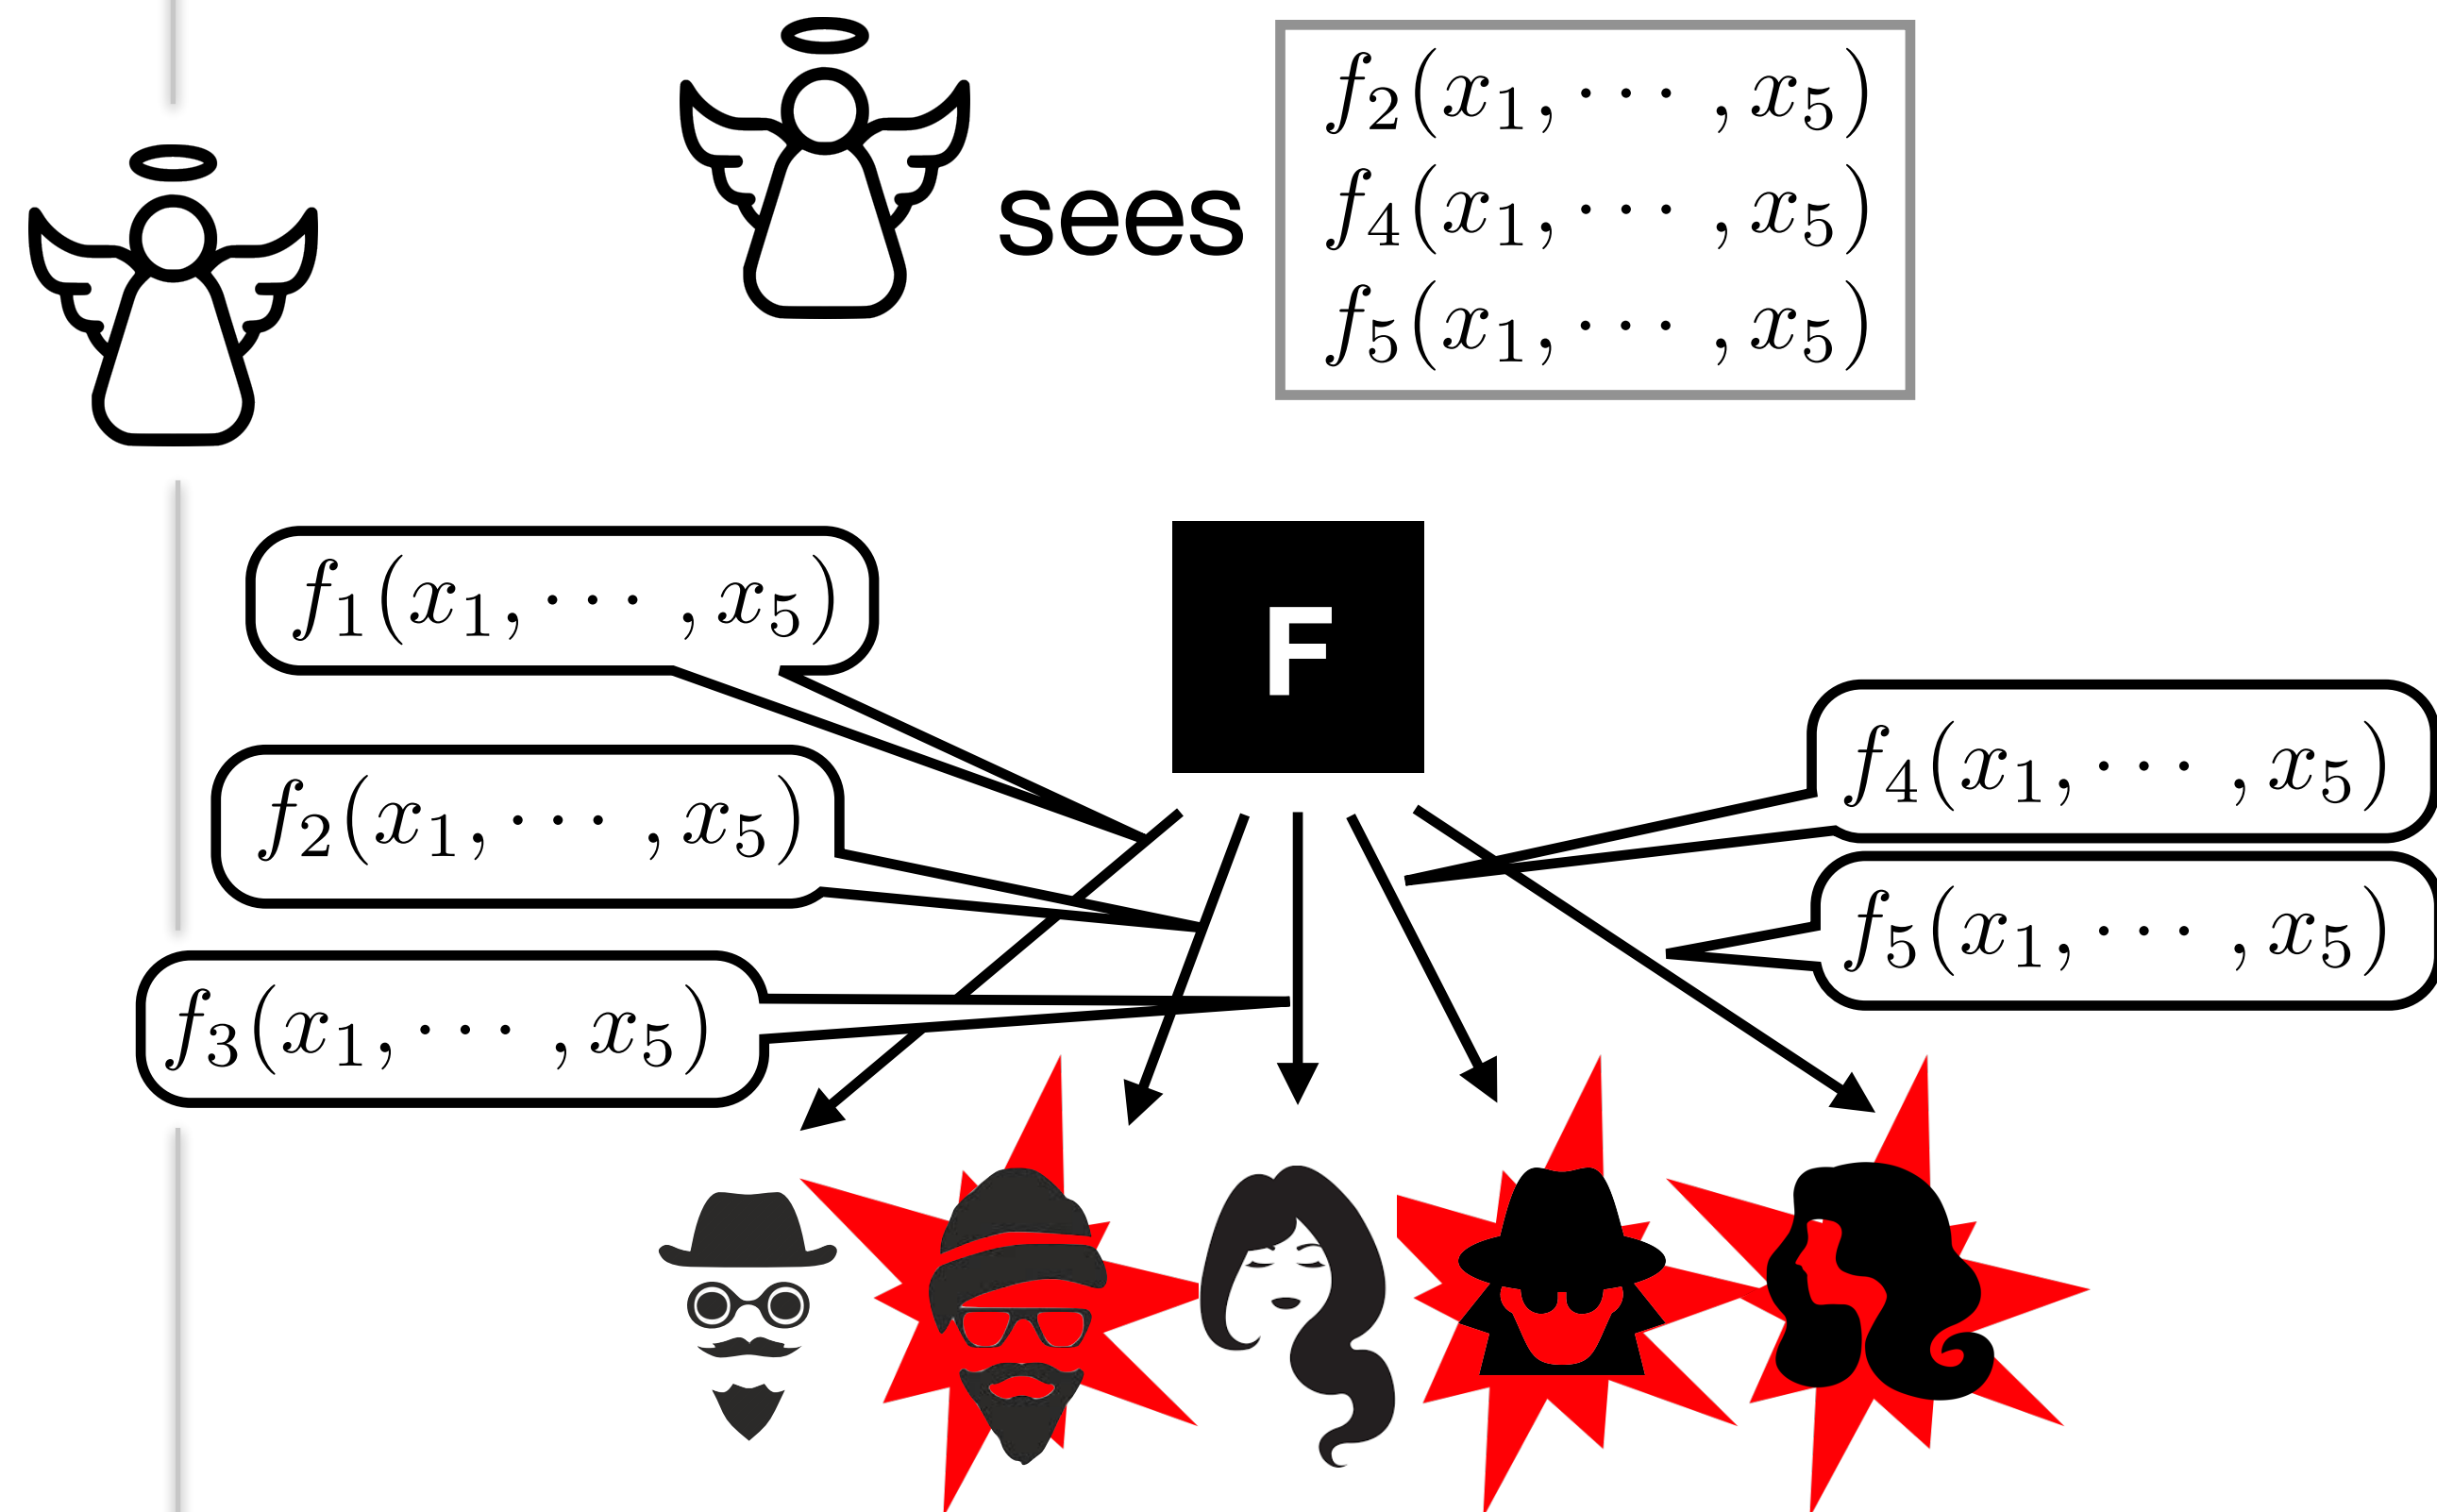 sees
f₂(x₁, ⋯ , x₅)
f₄(x₁, ⋯ , x₅)
f₅(x₁, ⋯ , x₅)
f₁(x₁, ⋯ , x₅)
F
f₂(x₁, ⋯ , x₅)
f₄(x₁, ⋯ , x₅)
f₃(x₁, ⋯ , x₅)
f₅(x₁, ⋯ , x₅)